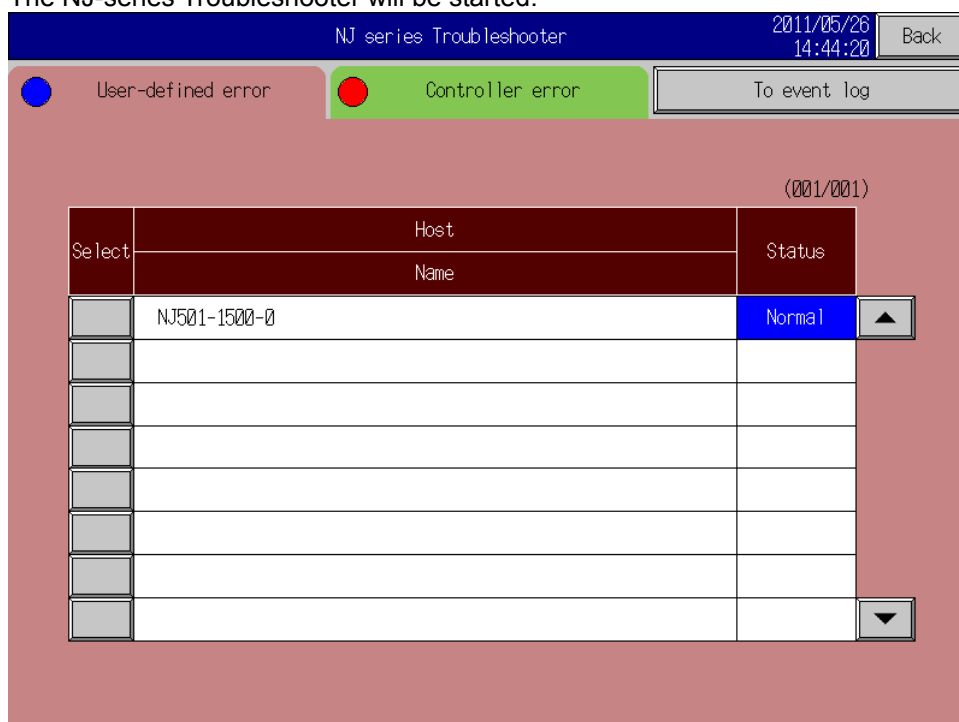 The NJ-series Troubleshooter will be started.
NJ series Troubleshooter
2011/05/26
14:44:20
Back
User-defined error
Controller error
To event log
(001/001)
Select
Host
Name
Status
NJ501-1500-0
Normal